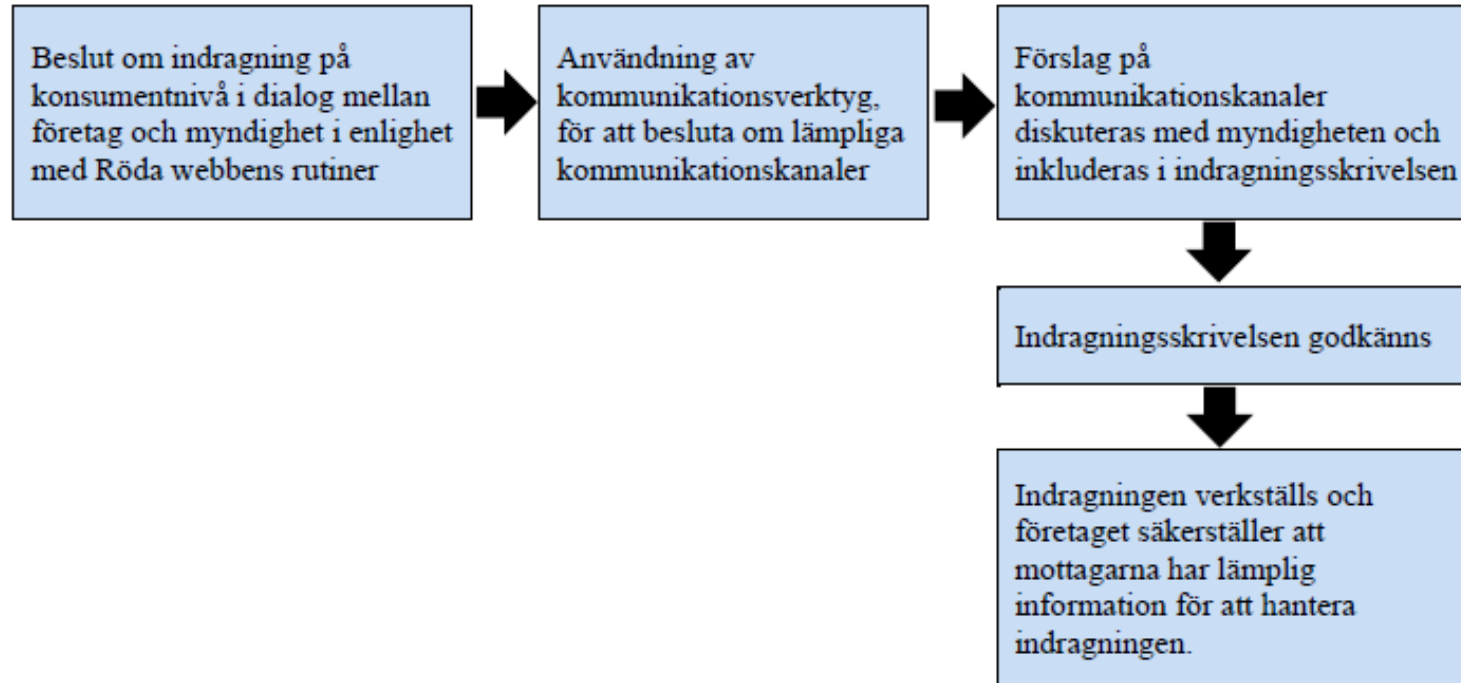 Beslut om indragning på
konsumentnivå i dialog mellan
företag och myndighet i enlighet
med Röda webbens rutiner
Användning av
kommunikationsverktyg,
för att besluta om lämpliga
kommunikationskanaler
Förslag på
kommunikationskanaler
diskuteras med myndigheten och
inkluderas i indragningsskrivelsen
Indragningsskrivelsen godkänns
Indragningen verkställs och
företaget säkerställer att
mottagarna har lämplig
information för att hantera
indragningen.